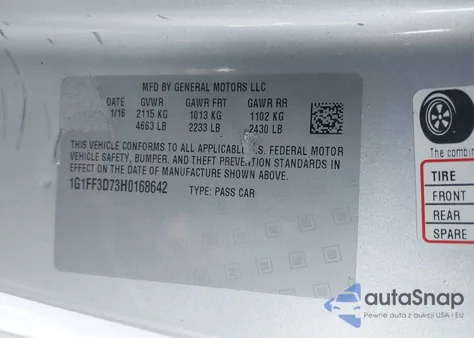 MFD BY GENERAL MOTORS LLC
DATE GVWR GAWR FRT GAWR RR
1/16 2115 KG 1013 KG 1102 KG
4663 LB 2233 LB 2430 LB
THIS VEHICLE CONFORMS TO ALL APPLICABLE U.S. FEDERAL MOTOR
VEHICLE SAFETY, BUMPER, AND THEFT PREVENTION STANDARDS IN
EFFECT ON THE DATE OF MANUFACTURE SHOWN ABOVE.
1G1FF3D73H0168642 TYPE: PASS CAR
The combin
TIRE
FRONT
REAR
SPARE
autoSnap
Pewne auta z aukcji USA i EU